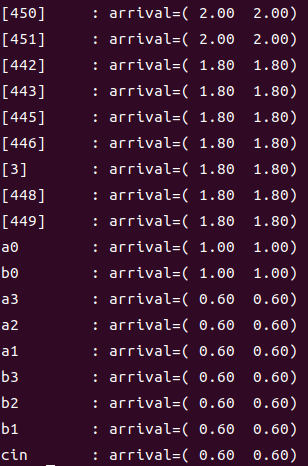 [450]     : arrival=( 2.00  2.00)
[451]     : arrival=( 2.00  2.00)
[442]     : arrival=( 1.80  1.80)
[443]     : arrival=( 1.80  1.80)
[445]     : arrival=( 1.80  1.80)
[446]     : arrival=( 1.80  1.80)
[3]       : arrival=( 1.80  1.80)
[448]     : arrival=( 1.80  1.80)
[449]     : arrival=( 1.80  1.80)
a0        : arrival=( 1.00  1.00)
b0        : arrival=( 1.00  1.00)
a3        : arrival=( 0.60  0.60)
a2        : arrival=( 0.60  0.60)
a1        : arrival=( 0.60  0.60)
b3        : arrival=( 0.60  0.60)
b2        : arrival=( 0.60  0.60)
b1        : arrival=( 0.60  0.60)
cin       : arrival=( 0.60  0.60)